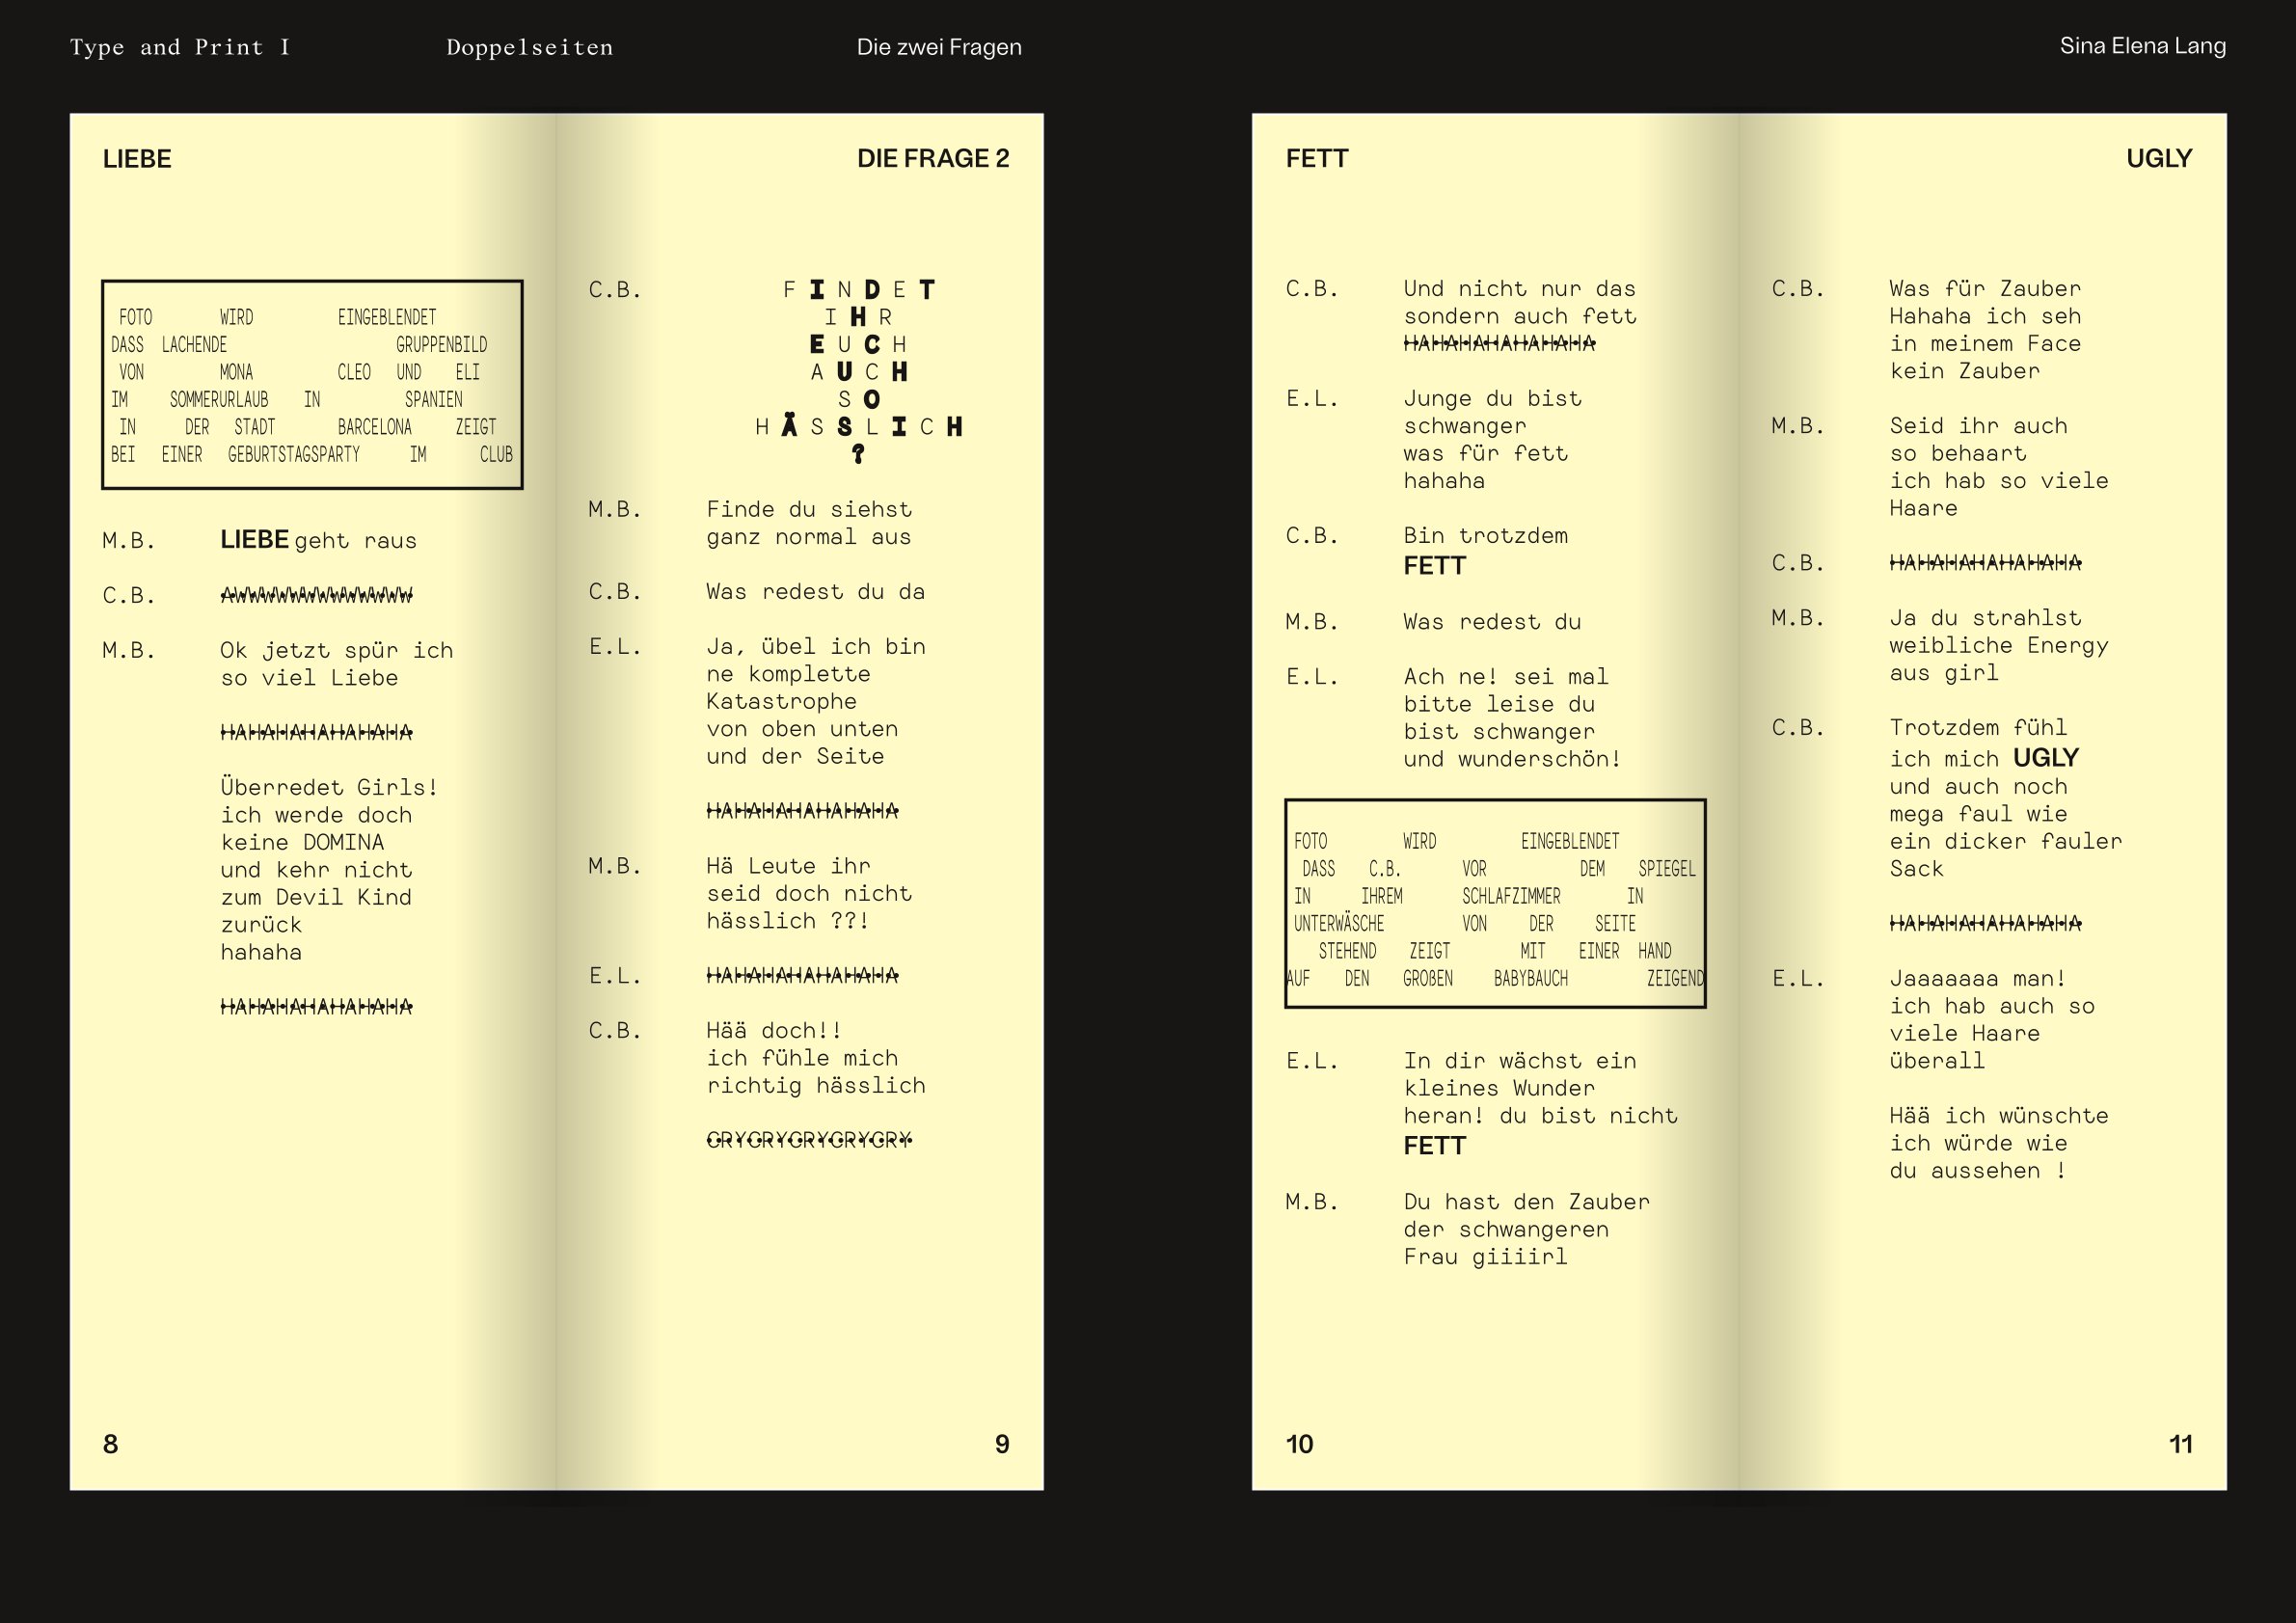 Type and Print I Doppelseiten Die zwei Fragen Sina Elena Lang
LIEBE
FOTO WIRD EINGEBLENDET
DASS LACHENDE GRUPPENBILD
VON MONA CLEO UND ELI
IM SOMMERURLAUB IN SPANIEN
IN DER STADT BARCELONA ZEIGT
BEI EINER GEBURTSTAGSPARTY IM CLUB
M.B. LIEBE geht raus
C.B. AWWWWWWWWWWWWW
M.B. Ok jetzt spür ich
so viel Liebe
HAHAHAHAHAHAHA
Überredet Girls!
ich werde doch
keine DOMINA
und kehr nicht
zum Devil Kind
zurück
hahaha
HAHAHAHAHAHAHA
8
DIE FRAGE 2
C.B. FINDET
IHR
EUCH
AUCH
SO
HÄSSLICH
?
M.B. Finde du siehst
ganz normal aus
C.B. Was redest du da
E.L. Ja, übel ich bin
ne komplette
Katastrophe
von oben unten
und der Seite
HAHAHAHAHAHAHA
M.B. Hä Leute ihr
seid doch nicht
hässlich ??!
E.L. HAHAHAHAHAHAHA
C.B. Hää doch!!
ich fühle mich
richtig hässlich
CRYCRYCRYCRYCRY
9
FETT
C.B. Und nicht nur das
sondern auch fett
HAHAHAHAHAHAHA
E.L. Junge du bist
schwanger
was für fett
hahaha
C.B. Bin trotzdem
FETT
M.B. Was redest du
E.L. Ach ne! sei mal
bitte leise du
bist schwanger
und wunderschön!
FOTO WIRD EINGEBLENDET
DASS C.B. VOR DEM SPIEGEL
IN IHREM SCHLAFZIMMER IN
UNTERWÄSCHE VON DER SEITE
STEHEND ZEIGT MIT EINER HAND
AUF DEN GROßEN BABYBAUCH ZEIGEND
E.L. In dir wächst ein
kleines Wunder
heran! du bist nicht
FETT
M.B. Du hast den Zauber
der schwangeren
Frau giiiirl
10
UGLY
C.B. Was für Zauber
Hahaha ich seh
in meinem Face
kein Zauber
M.B. Seid ihr auch
so behaart
ich hab so viele
Haare
C.B. HAHAHAHAHAHAHA
M.B. Ja du strahlst
weibliche Energy
aus girl
C.B. Trotzdem fühl
ich mich UGLY
und auch noch
mega faul wie
ein dicker fauler
Sack
HAHAHAHAHAHAHA
E.L. Jaaaaaaa man!
ich hab auch so
viele Haare
überall
Hää ich wünschte
ich würde wie
du aussehen !
11